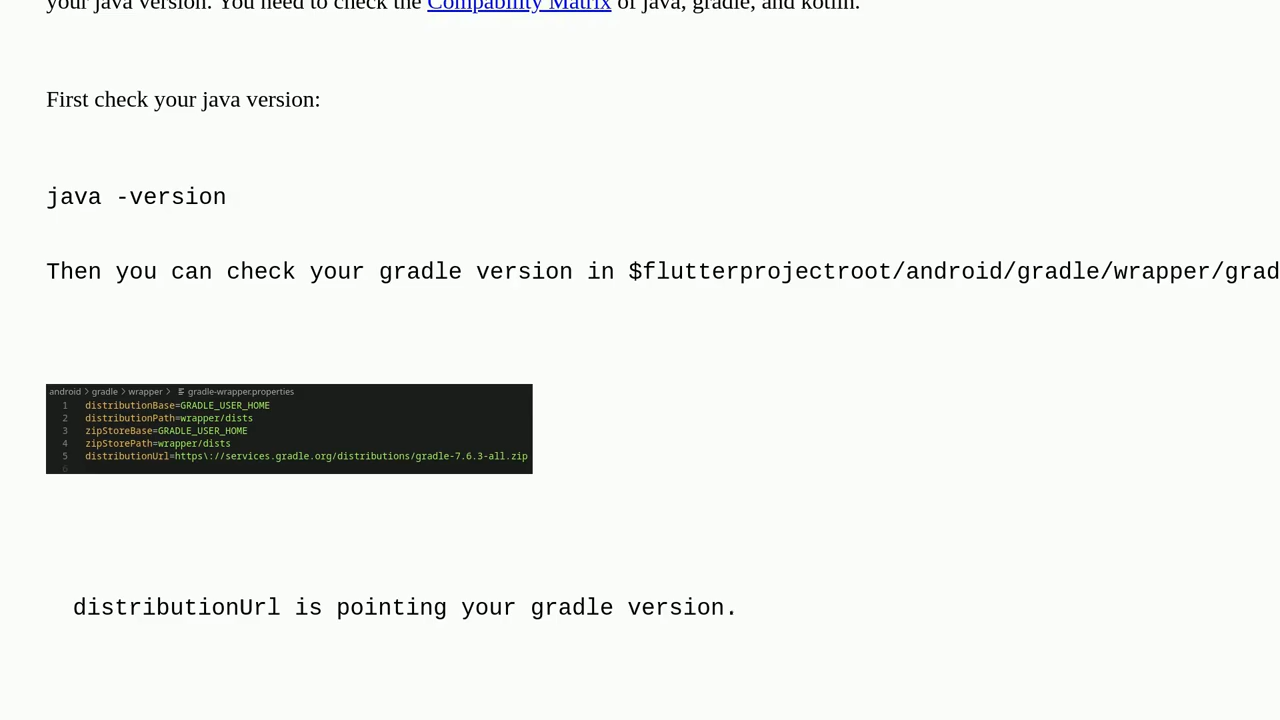 your java version. You need to check the Compability Matrix of java, gradle, and kotlin.
First check your java version:
java -version
Then you can check your gradle version in $flutterprojectroot/android/gradle/wrapper/grad
android > gradle > wrapper > gradle-wrapper.properties
1 distributionBase=GRADLE_USER_HOME
2 distributionPath=wrapper/dists
3 zipStoreBase=GRADLE_USER_HOME
4 zipStorePath=wrapper/dists
5 distributionUrl=https\://services.gradle.org/distributions/gradle-7.6.3-all.zip
6
distributionUrl is pointing your gradle version.